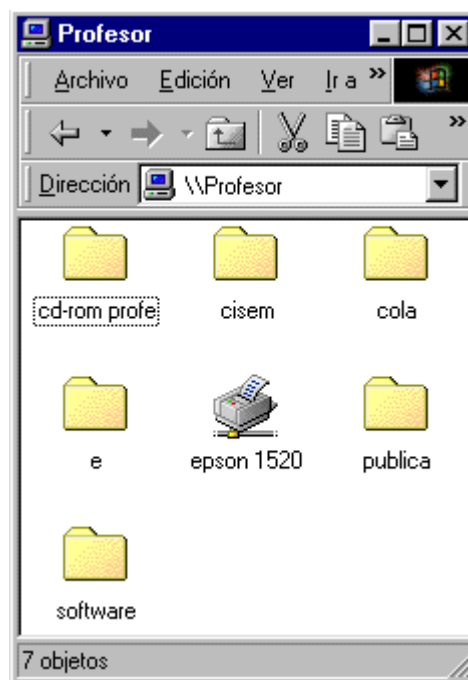 Profesor
Archivo Edición Ver Ir a »
»
Dirección \\Profesor
cd-rom profe cisem cola
e epson 1520 publica
software
7 objetos